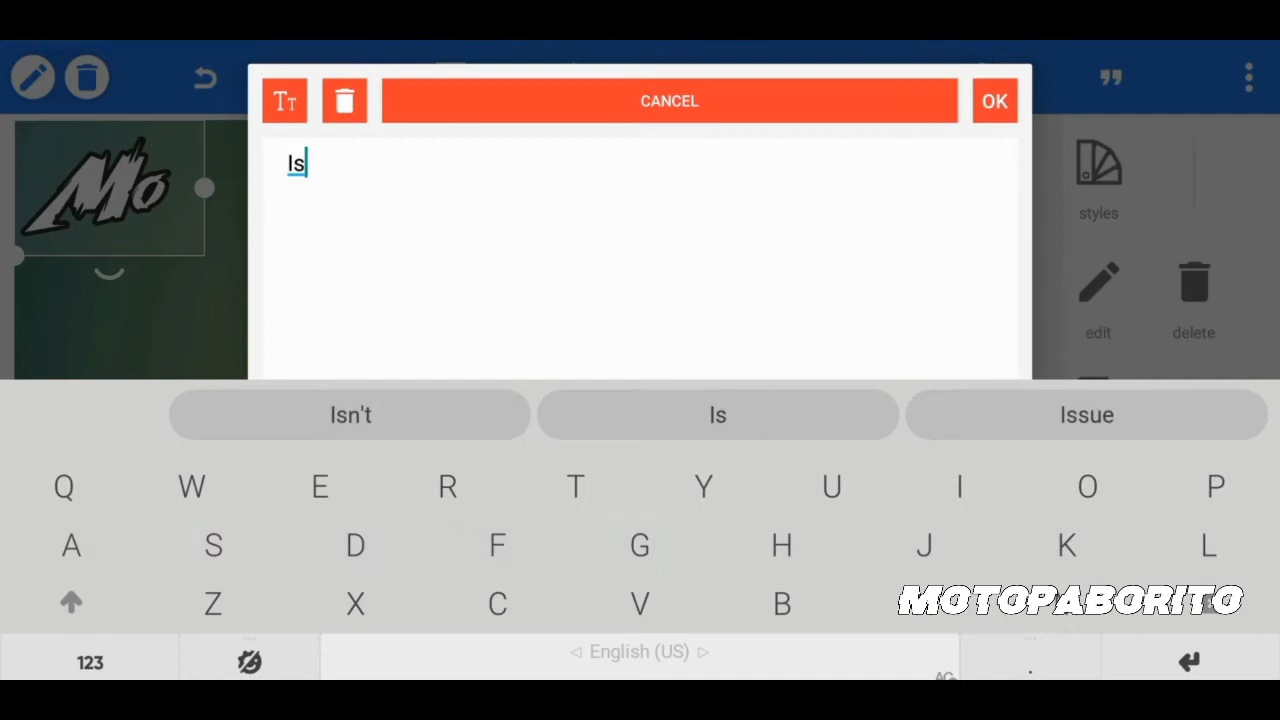 CANCEL
OK
Is
Mo
styles
edit
delete
Isn't
Is
Issue
Q W E R T Y U I O P
A S D F G H J K L
Z X C V B
MOTOPABORITO
123
English (US)
.